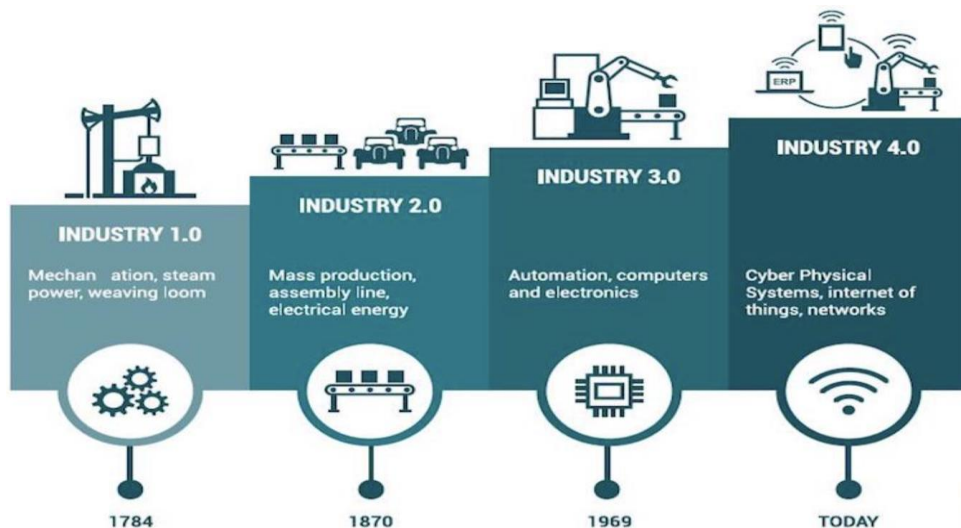 ERP
INDUSTRY 1.0
Mechan ation, steam
power, weaving loom
INDUSTRY 2.0
Mass production,
assembly line,
electrical energy
INDUSTRY 3.0
Automation, computers
and electronics
INDUSTRY 4.0
Cyber Physical
Systems, internet of
things, networks
1784
1870
1969
TODAY